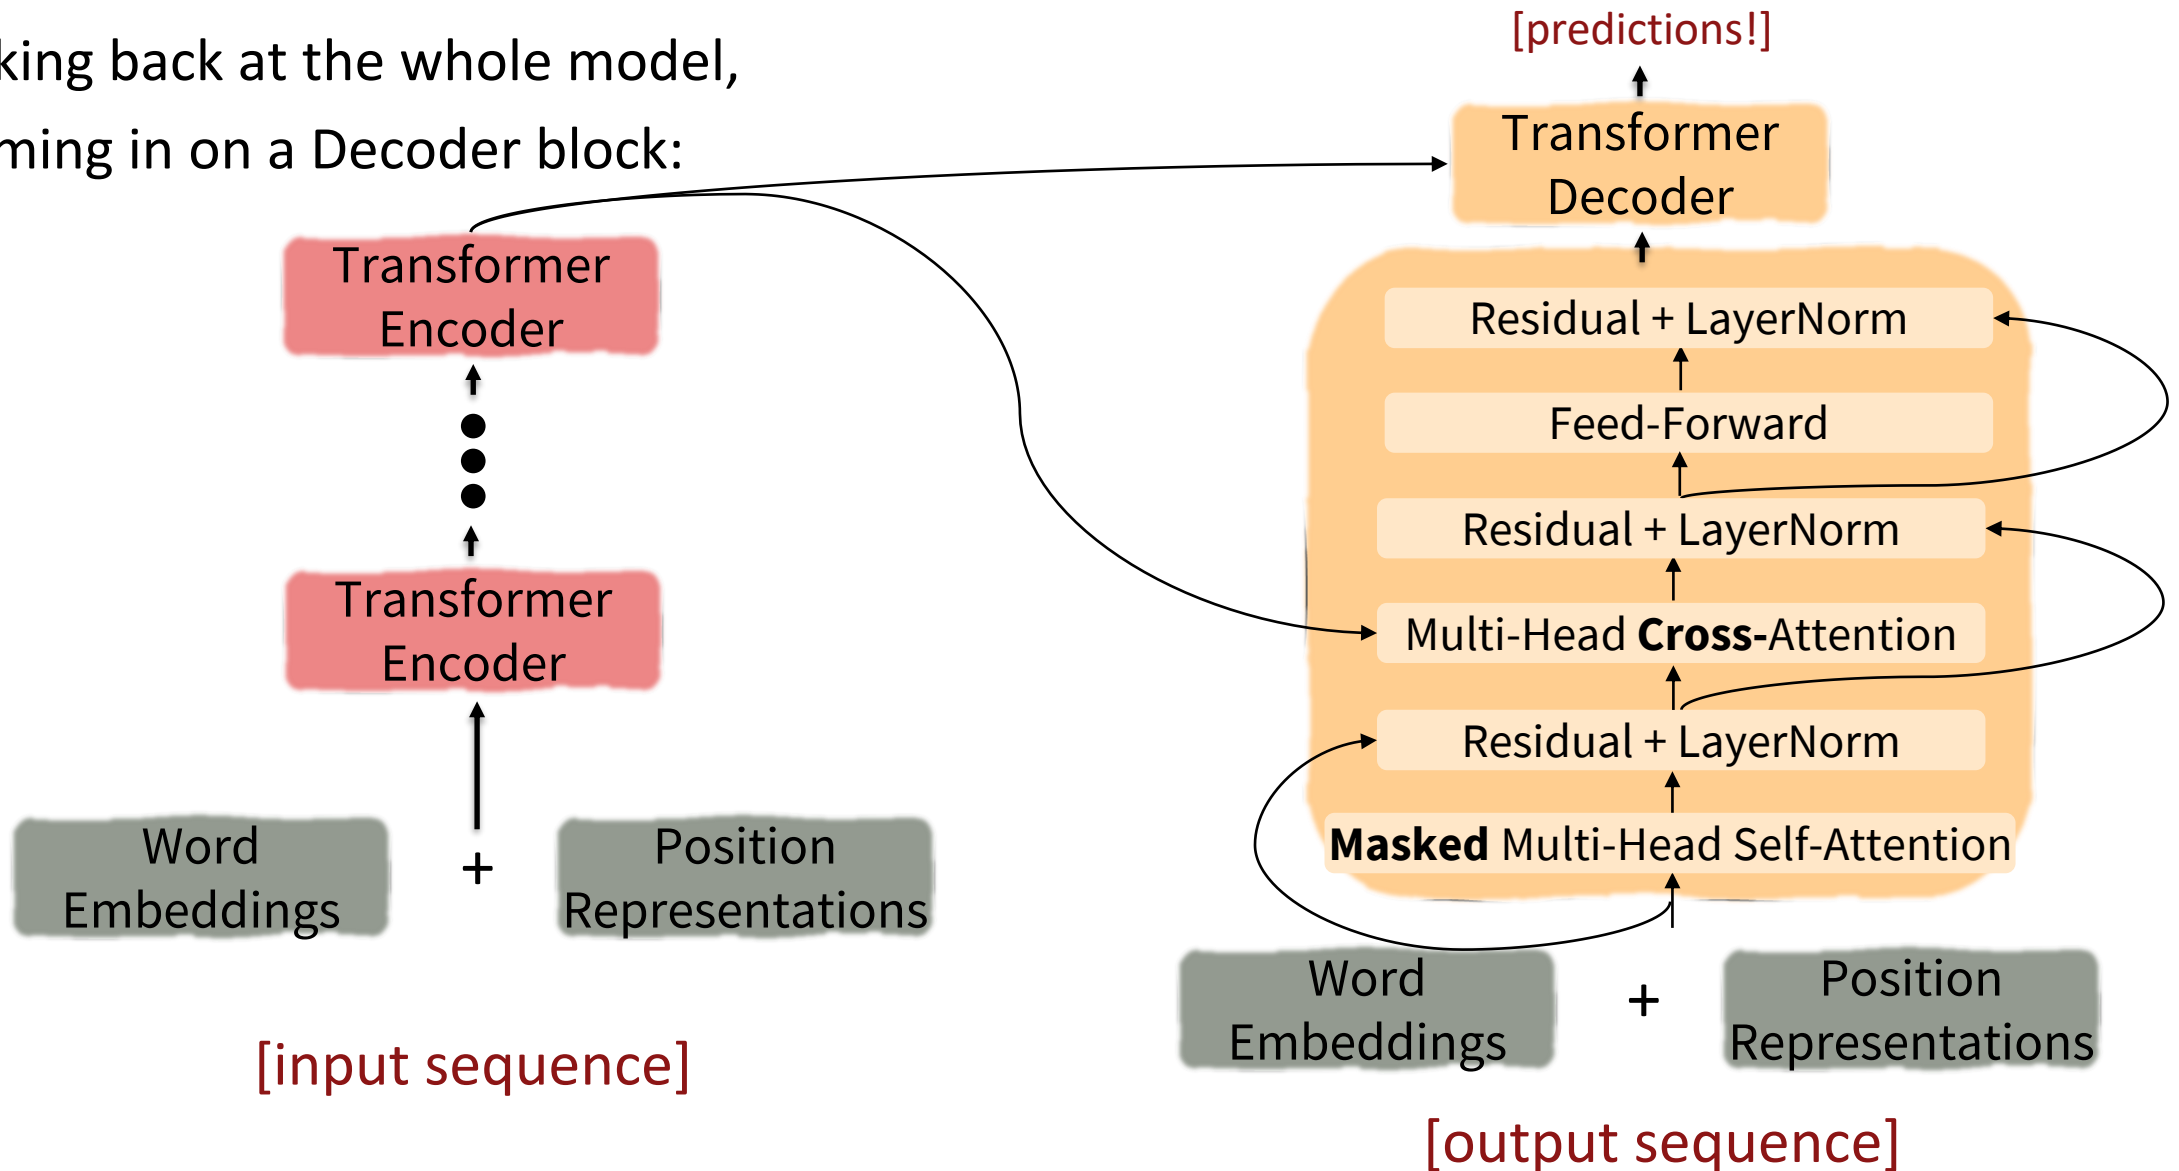 king back at the whole model,
ming in on a Decoder block:
[predictions!]
Transformer
Decoder
Transformer
Encoder
Residual + LayerNorm
Feed-Forward
Residual + LayerNorm
Transformer
Encoder
Multi-Head Cross-Attention
Residual + LayerNorm
Masked Multi-Head Self-Attention
Word
Embeddings
+
Position
Representations
[input sequence]
Word
Embeddings
+
Position
Representations
[output sequence]